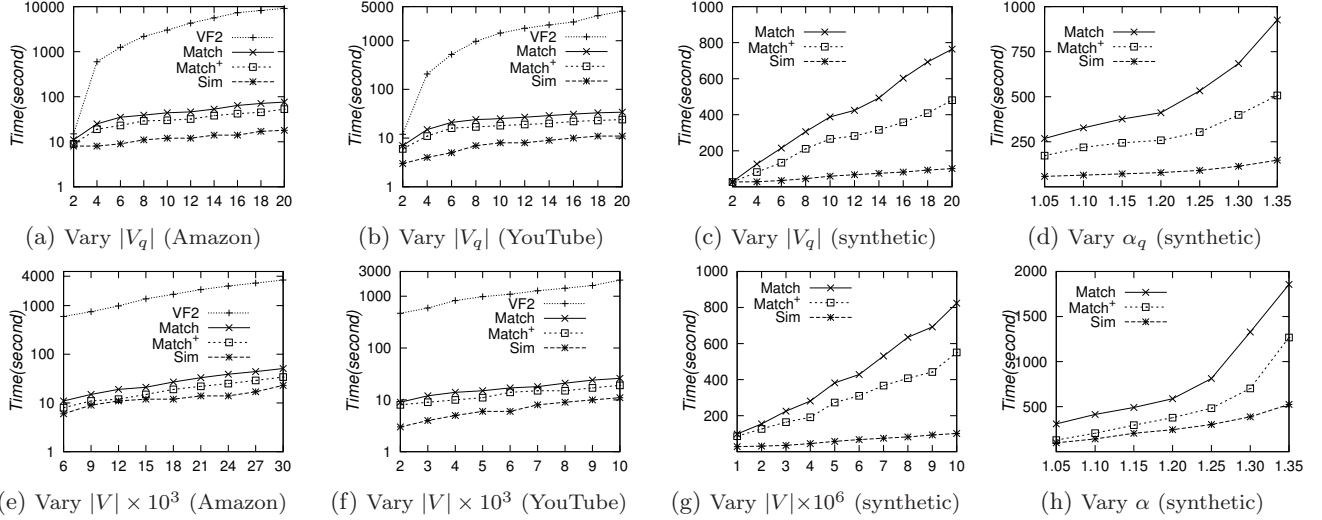 10000
1000
100
10
1
Time(second)
VF2
Match
Match+
Sim
2 4 6 8 10 12 14 16 18 20
(a) Vary |Vq| (Amazon)
5000
1000
100
10
1
Time(second)
VF2
Match
Match+
Sim
2 4 6 8 10 12 14 16 18 20
(b) Vary |Vq| (YouTube)
1000
800
600
400
200
Time(second)
Match
Match+
Sim
2 4 6 8 10 12 14 16 18 20
(c) Vary |Vq| (synthetic)
1000
750
500
250
Time(second)
Match
Match+
Sim
1.05 1.10 1.15 1.20 1.25 1.30 1.35
(d) Vary αq (synthetic)
4000
1000
100
10
1
Time(second)
VF2
Match
Match+
Sim
6 9 12 15 18 21 24 27 30
(e) Vary |V| × 10³ (Amazon)
3000
1000
100
10
1
Time(second)
VF2
Match
Match+
Sim
2 3 4 5 6 7 8 9 10
(f) Vary |V| × 10³ (YouTube)
1000
800
600
400
200
Time(second)
Match
Match+
Sim
1 2 3 4 5 6 7 8 9 10
(g) Vary |V|×10⁶ (synthetic)
2000
1500
1000
500
Time(second)
Match
Match+
Sim
1.05 1.10 1.15 1.20 1.25 1.30 1.35
(h) Vary α (synthetic)